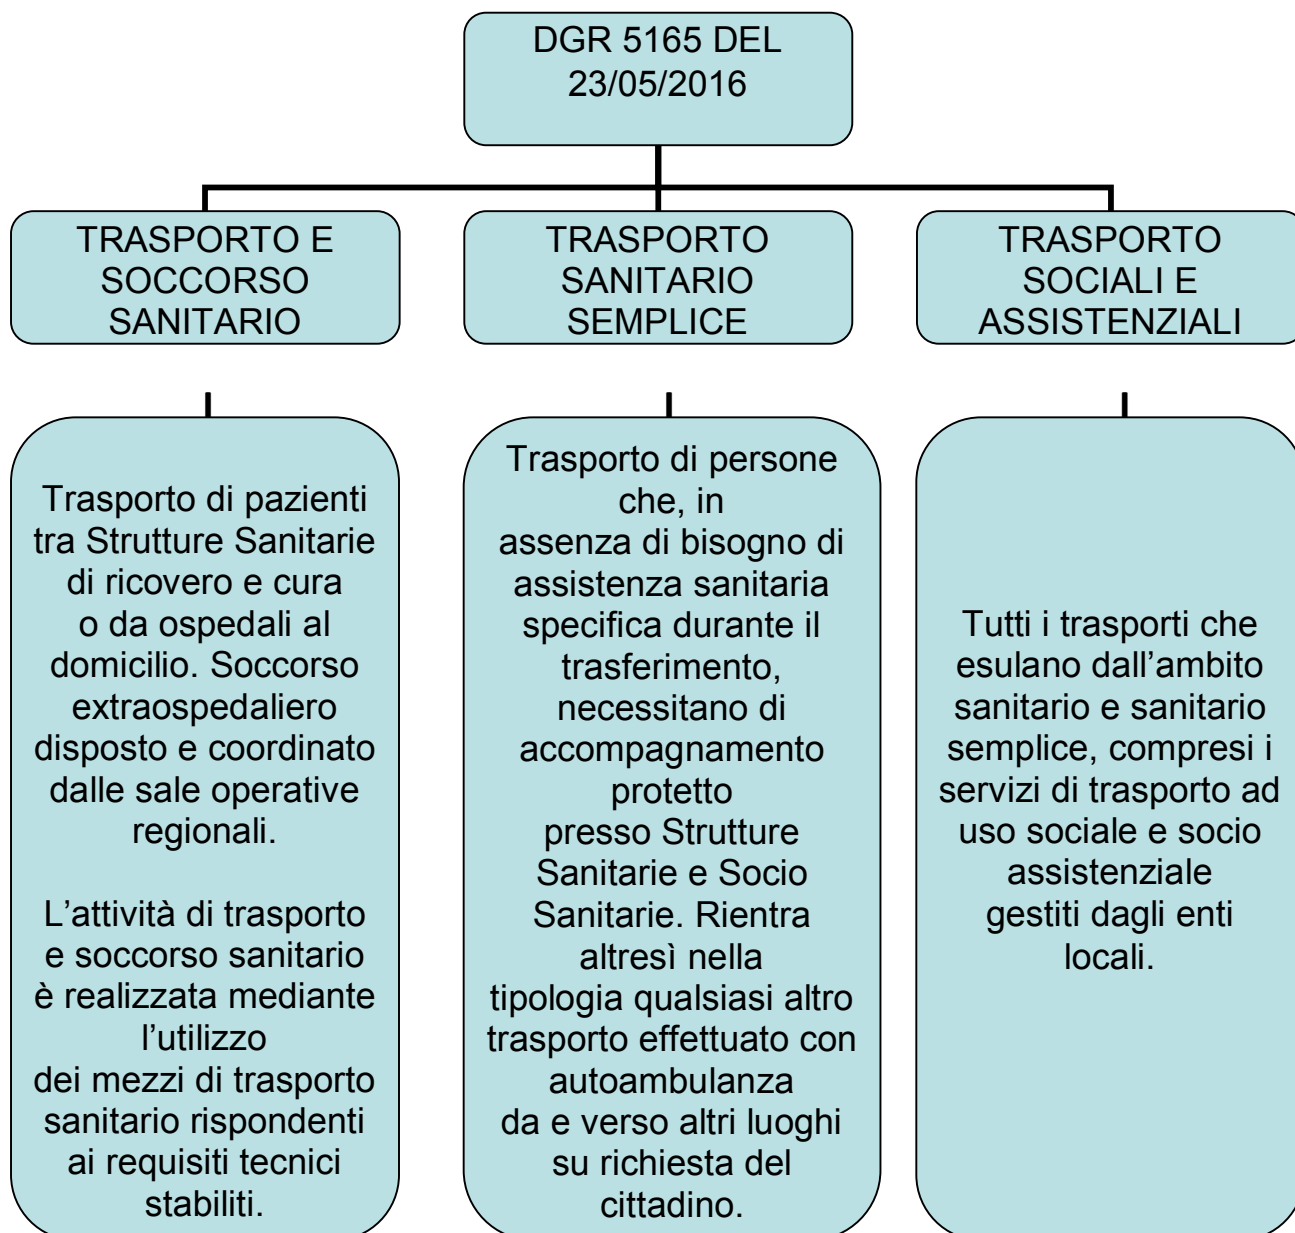 DGR 5165 DEL
23/05/2016
TRASPORTO E
SOCCORSO
SANITARIO
TRASPORTO
SANITARIO
SEMPLICE
TRASPORTO
SOCIALI E
ASSISTENZIALI
Trasporto di pazienti
tra Strutture Sanitarie
di ricovero e cura
o da ospedali al
domicilio. Soccorso
extraospedaliero
disposto e coordinato
dalle sale operative
regionali.
L’attività di trasporto
e soccorso sanitario
è realizzata mediante
l’utilizzo
dei mezzi di trasporto
sanitario rispondenti
ai requisiti tecnici
stabiliti.
Trasporto di persone
che, in
assenza di bisogno di
assistenza sanitaria
specifica durante il
trasferimento,
necessitano di
accompagnamento
protetto
presso Strutture
Sanitarie e Socio
Sanitarie. Rientra
altresì nella
tipologia qualsiasi altro
trasporto effettuato con
autoambulanza
da e verso altri luoghi
su richiesta del
cittadino.
Tutti i trasporti che
esulano dall’ambito
sanitario e sanitario
semplice, compresi i
servizi di trasporto ad
uso sociale e socio
assistenziale
gestiti dagli enti
locali.